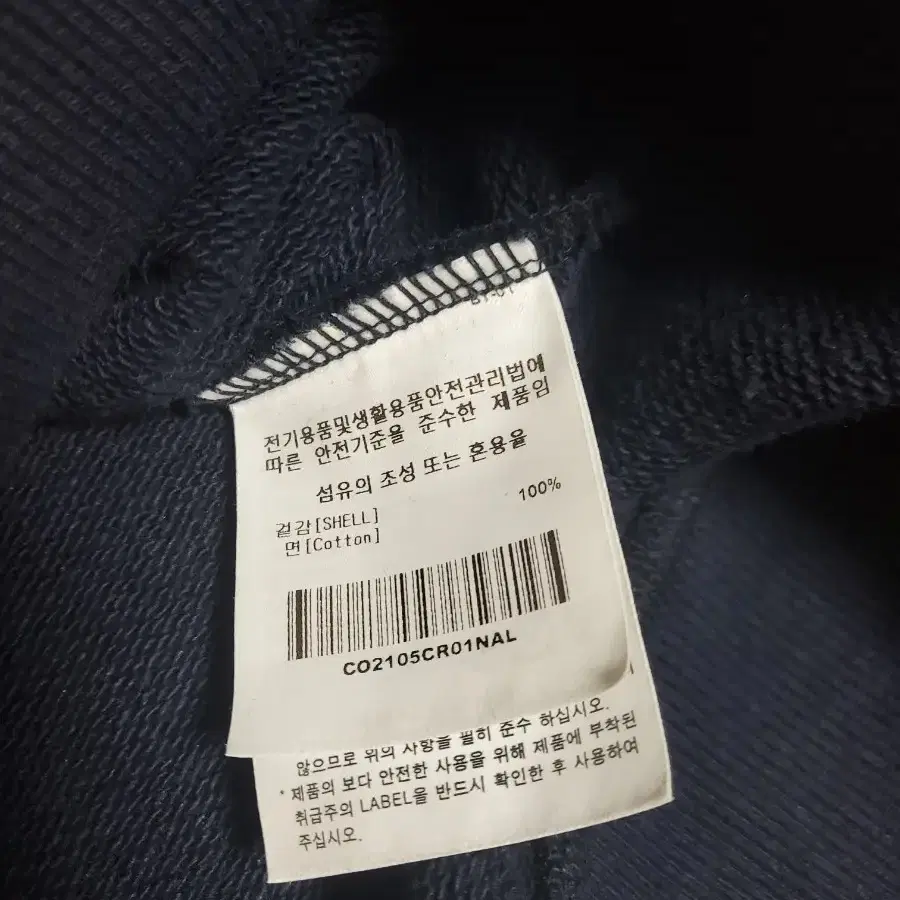 전기용품및생활용품안전관리법에
따른 안전기준을 준수한 제품임
섬유의 조성 또는 혼용율
겉감[SHELL]
면[Cotton] 100%
CO2105CR01NAL
않으므로 위의 사항을 필히 준수 하십시오.
* 제품의 보다 안전한 사용을 위해 제품에 부착된
취급주의 LABEL을 반드시 확인한 후 사용하여
주십시오.